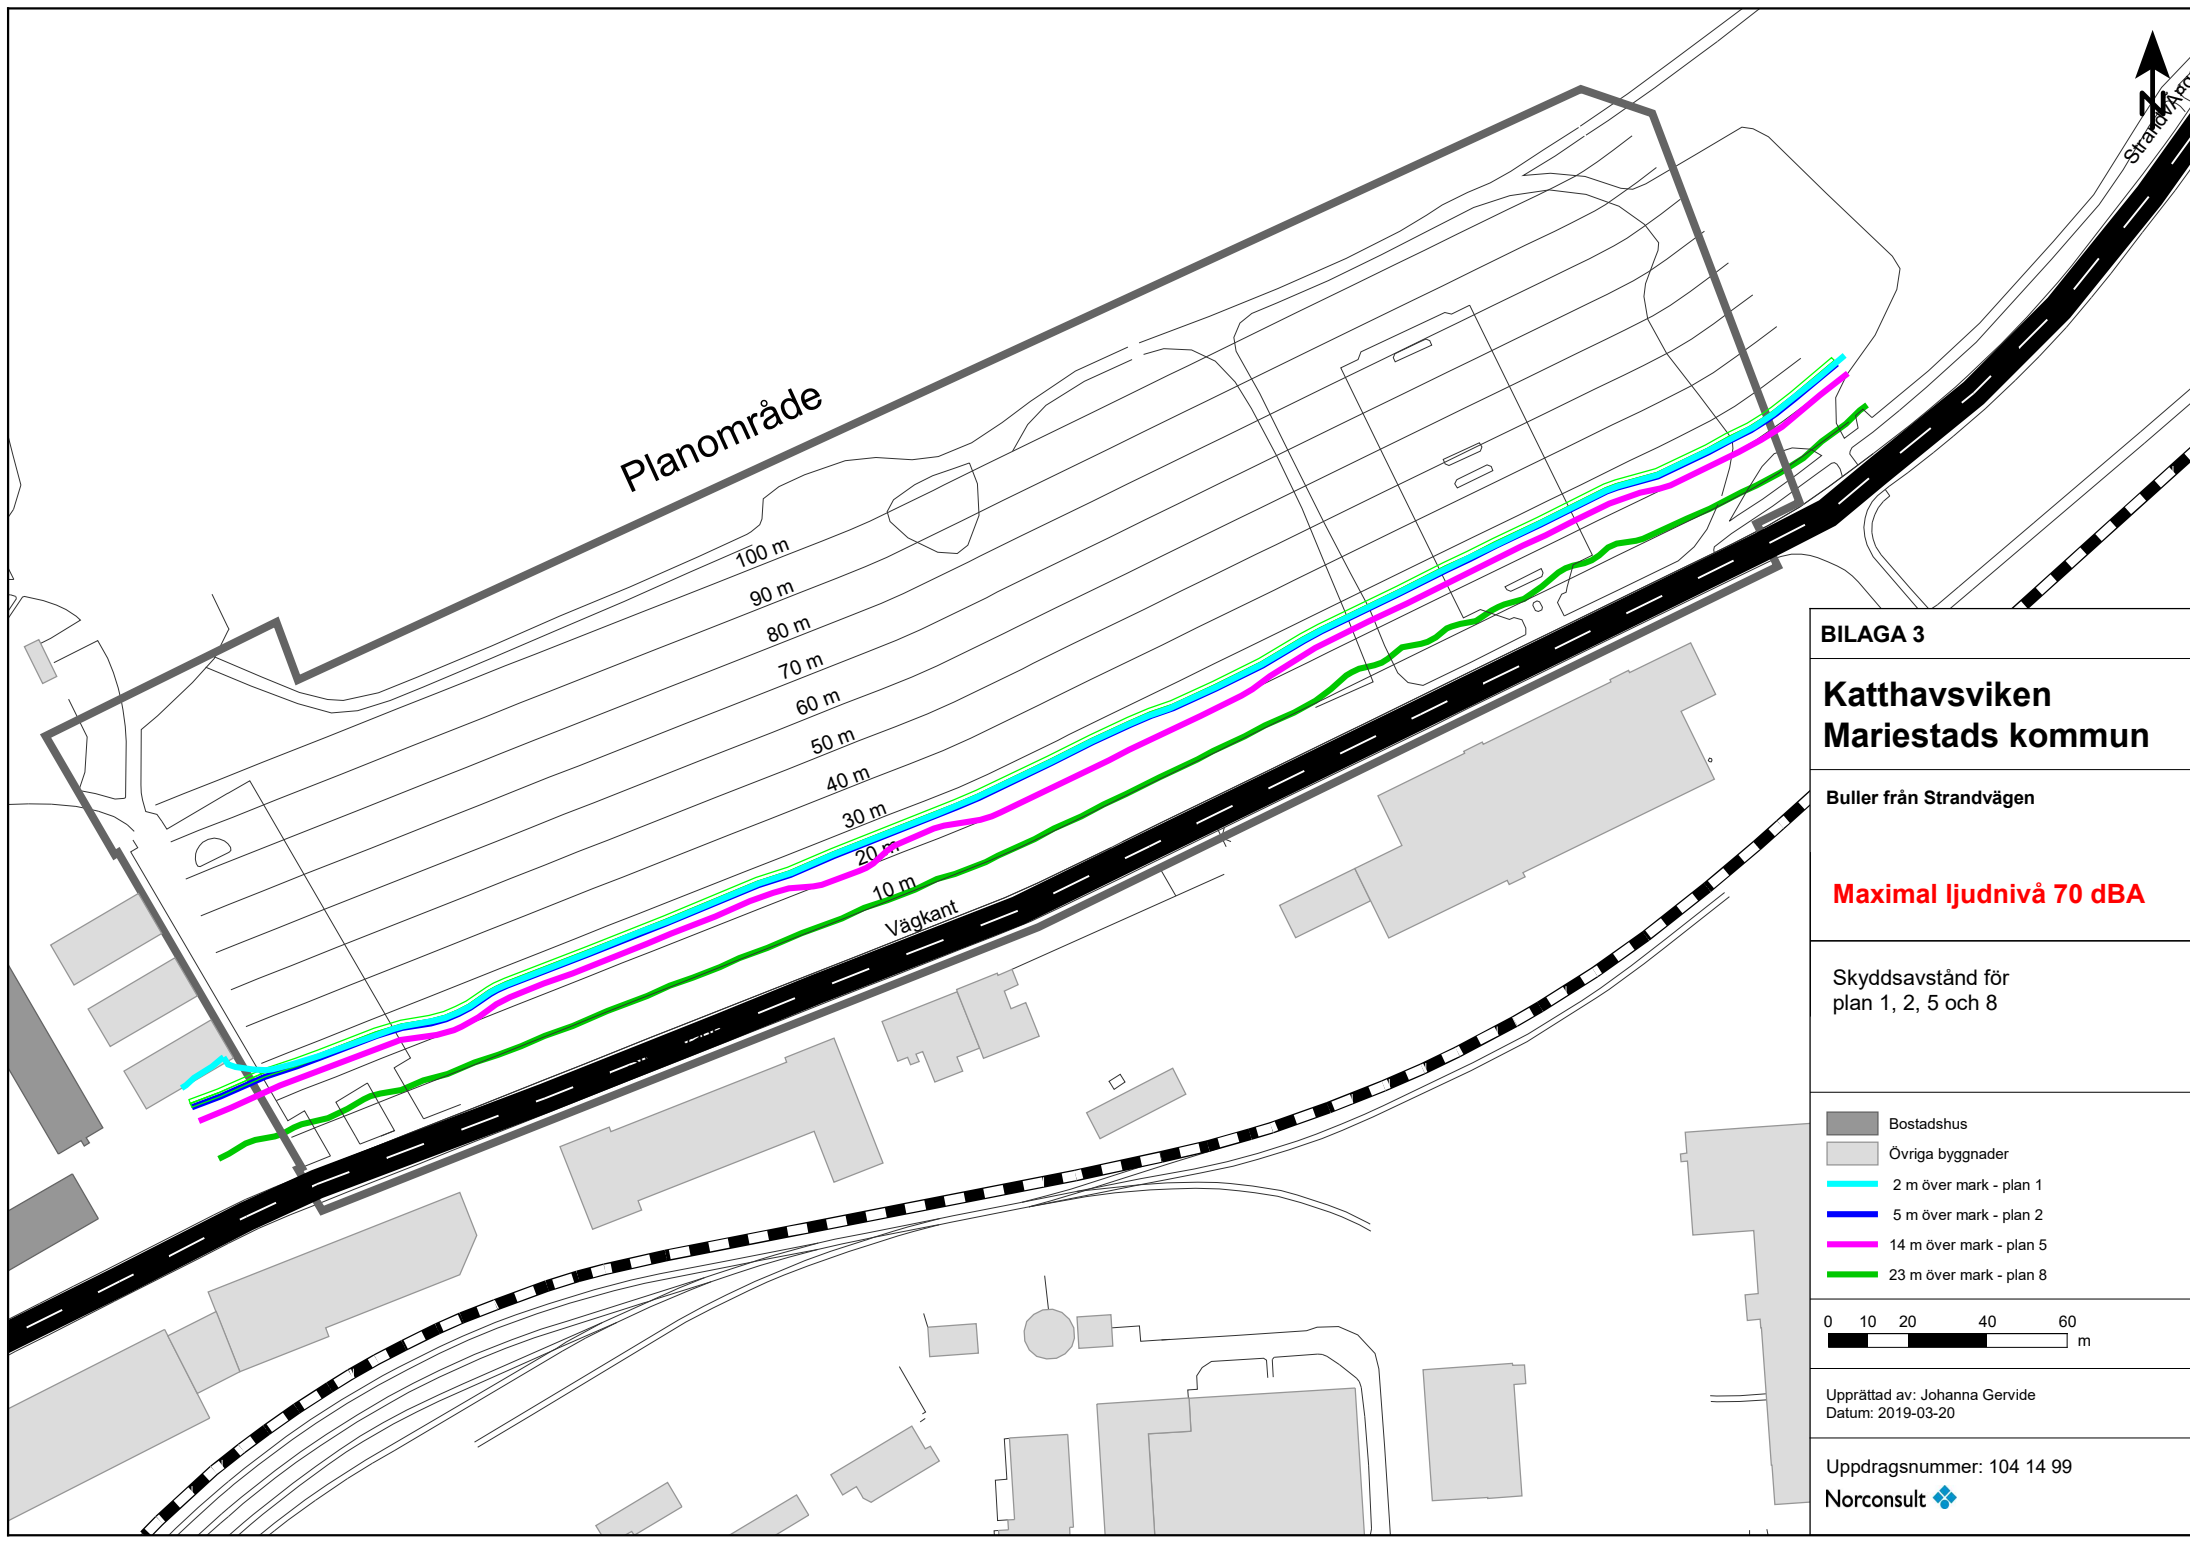 Planområde
100 m
90 m
80 m
70 m
60 m
50 m
40 m
30 m
20 m
10 m
Vägkant
N
BILAGA 3
Katthavsviken
Mariestads kommun
Buller från Strandvägen
Maximal ljudnivå 70 dBA
Skyddsavstånd för
plan 1, 2, 5 och 8
Bostadshus
Övriga byggnader
2 m över mark - plan 1
5 m över mark - plan 2
14 m över mark - plan 5
23 m över mark - plan 8
0 10 20 40 60
m
Upprättad av: Johanna Gervide
Datum: 2019-03-20
Uppdragsnummer: 104 14 99
Norconsult